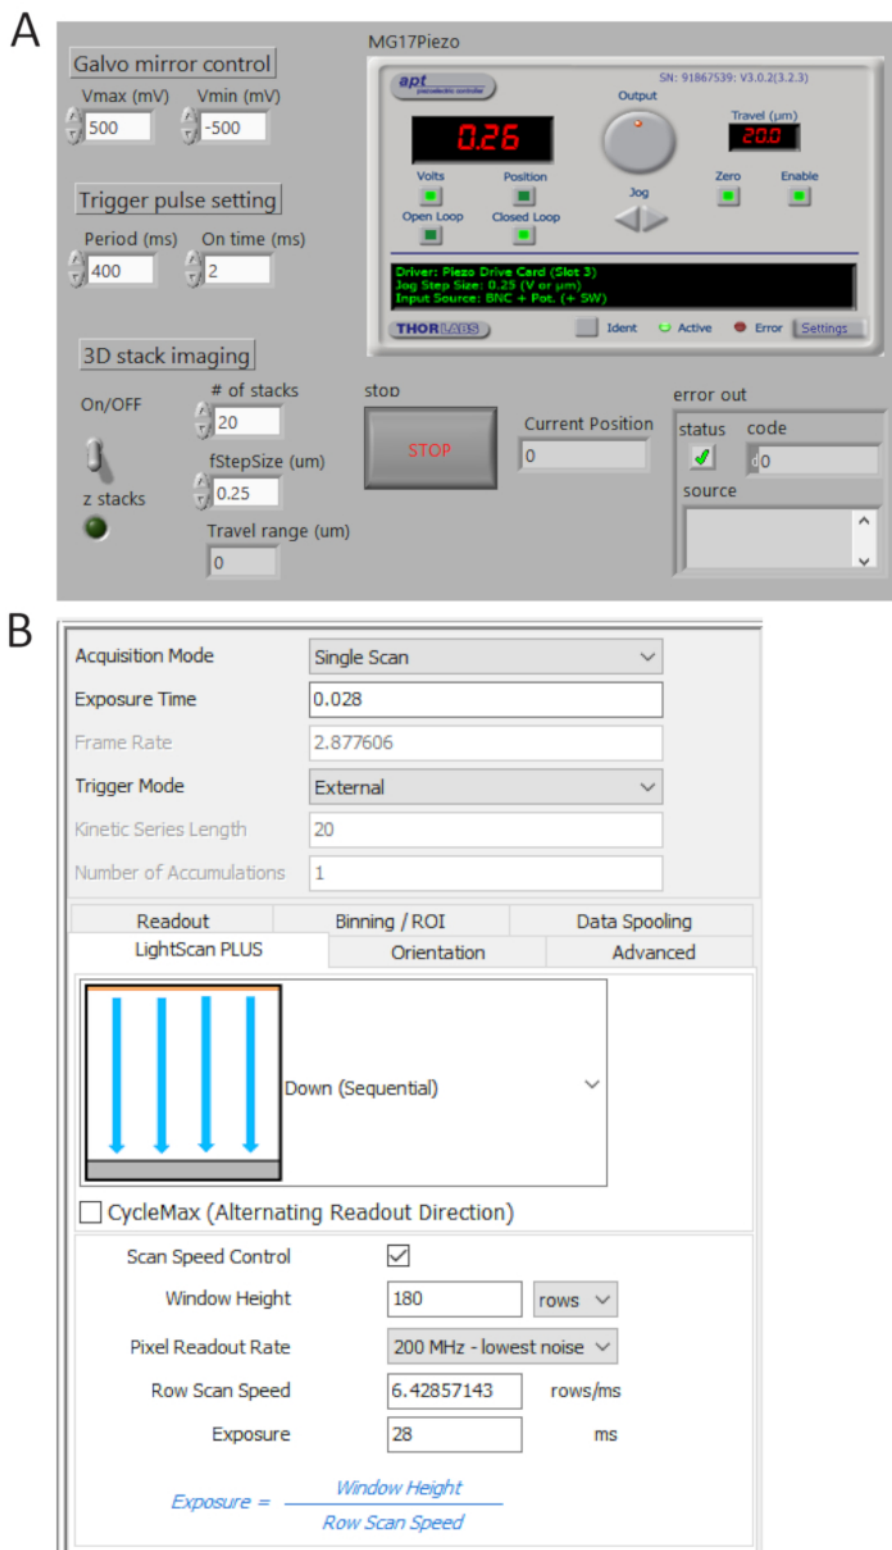 A
Galvo mirror control
Vmax (mV) Vmin (mV)
500 -500
Trigger pulse setting
Period (ms) On time (ms)
400 2
3D stack imaging
On/OFF
# of stacks
20
fStepSize (um)
0.25
z stacks
Travel range (um)
0
MG17Piezo
apt
piezoelectric controller
SN: 91867539: V3.0.2(3.2.3)
Output
0.26
Travel (µm)
20.0
Volts Position
Zero Enable
Jog
Open Loop Closed Loop
Driver: Piezo Drive Card (Slot 3)
Jog Step Size: 0.25 (V or µm)
Input Source: BNC + Pot. (+ SW)
THORLABS
Ident Active Error Settings
stop
STOP
Current Position
0
error out
status code
d0
source
B
Acquisition Mode Single Scan
Exposure Time 0.028
Frame Rate 2.877606
Trigger Mode External
Kinetic Series Length 20
Number of Accumulations 1
Readout Binning / ROI Data Spooling
LightScan PLUS Orientation Advanced
Down (Sequential)
CycleMax (Alternating Readout Direction)
Scan Speed Control
Window Height 180 rows
Pixel Readout Rate 200 MHz - lowest noise
Row Scan Speed 6.42857143 rows/ms
Exposure 28 ms
Exposure = Window Height
Row Scan Speed